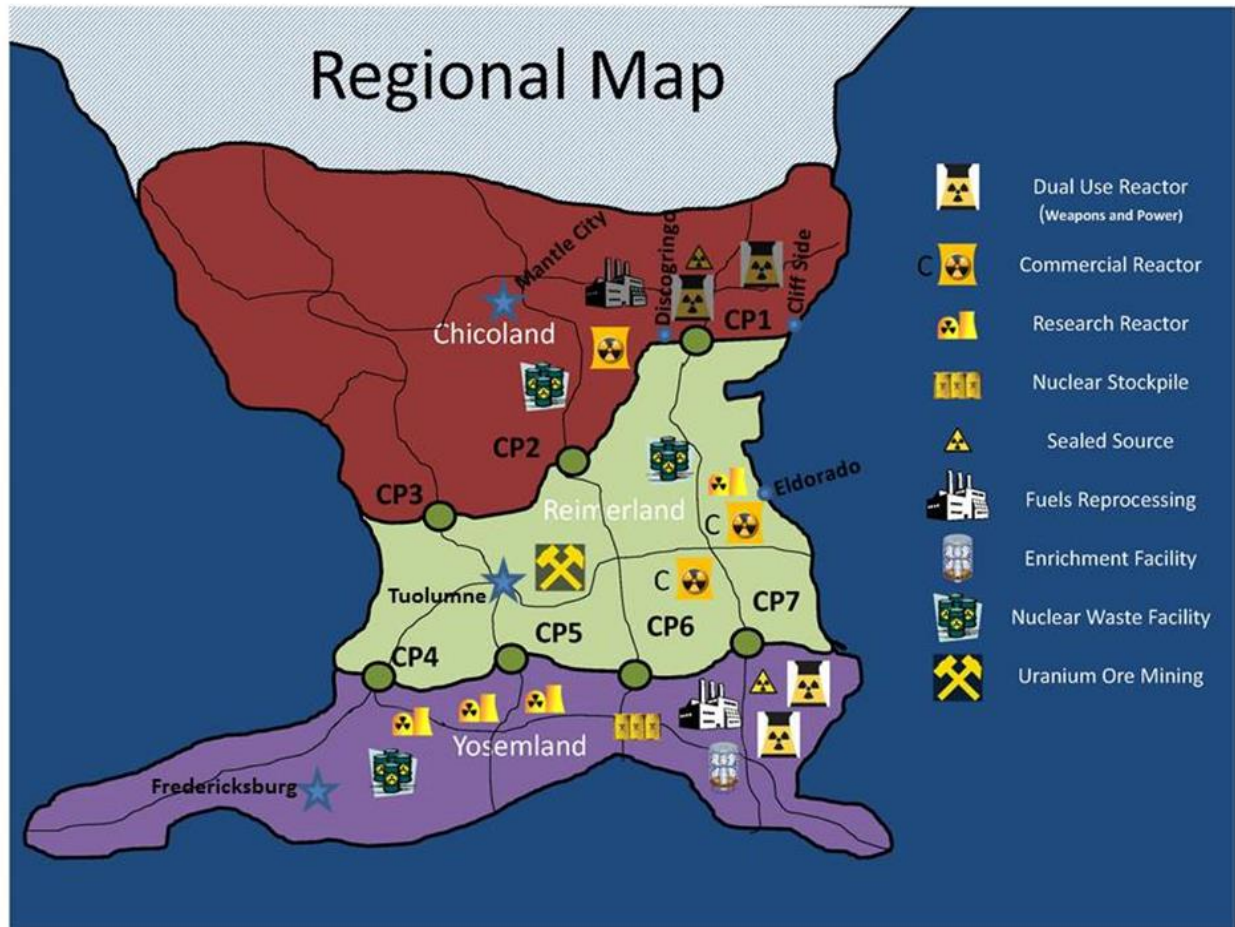 Regional Map
Mantle City
Discogringo
Cliff Side
CP1
Chicoland
CP2
CP3
Eldorado
Reimerland
C
C
Tuolumne
CP4
CP5
CP6
CP7
Yosemland
Fredericksburg
Dual Use Reactor
(Weapons and Power)
C Commercial Reactor
Research Reactor
Nuclear Stockpile
Sealed Source
Fuels Reprocessing
Enrichment Facility
Nuclear Waste Facility
Uranium Ore Mining